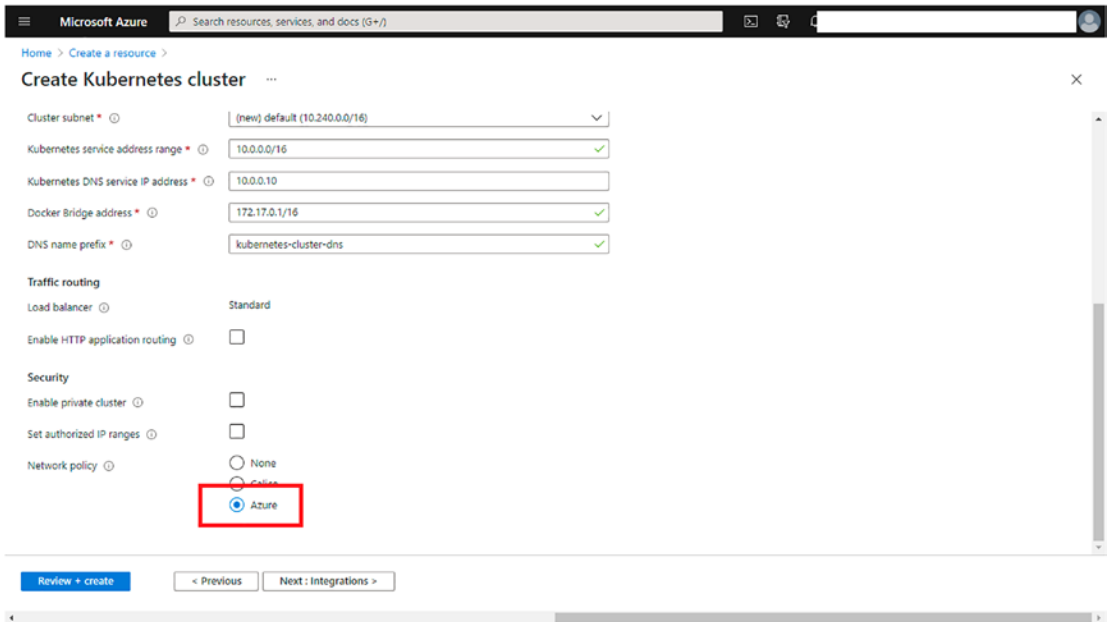 Microsoft Azure
Search resources, services, and docs (G+/)
Home > Create a resource >
Create Kubernetes cluster ...
Cluster subnet * (new) default (10.240.0.0/16)
Kubernetes service address range * 10.0.0.0/16
Kubernetes DNS service IP address * 10.0.0.10
Docker Bridge address * 172.17.0.1/16
DNS name prefix * kubernetes-cluster-dns
Traffic routing
Load balancer Standard
Enable HTTP application routing
Security
Enable private cluster
Set authorized IP ranges
Network policy None
Calico
Azure
Review + create < Previous Next : Integrations >